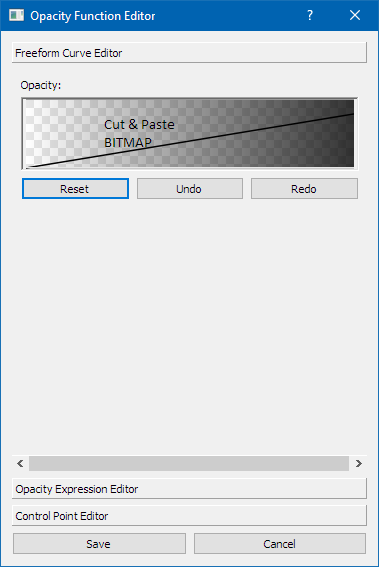 Opacity Function Editor ?
Freeform Curve Editor
Opacity:
Cut & Paste
BITMAP
Reset Undo Redo
Opacity Expression Editor
Control Point Editor
Save Cancel